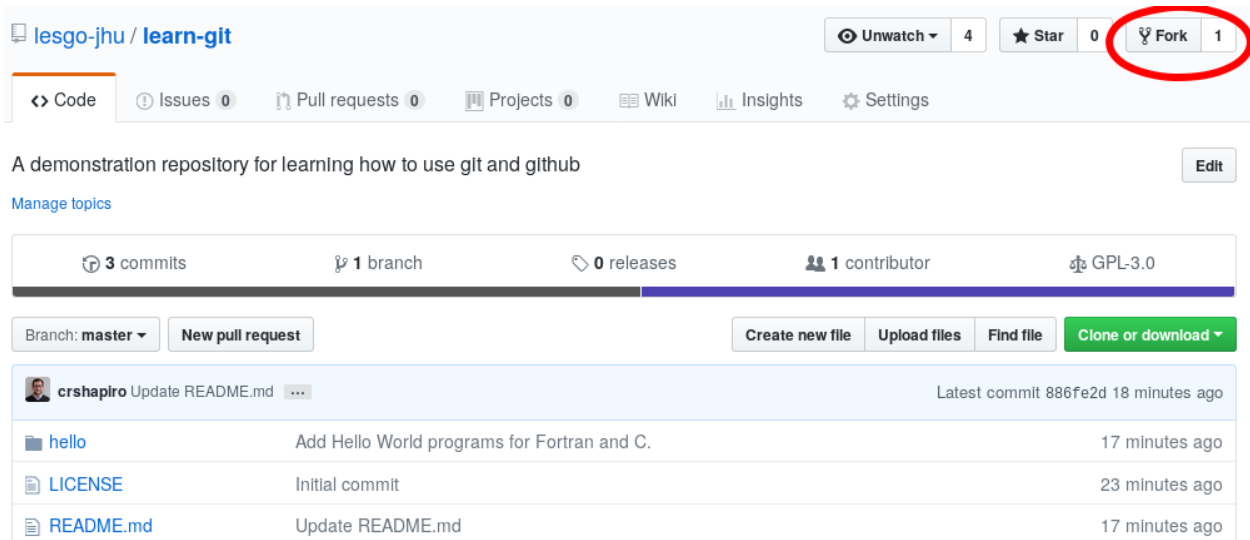 lesgo-jhu / learn-git Unwatch 4 Star 0 Fork 1
Code Issues 0 Pull requests 0 Projects 0 Wiki Insights Settings
A demonstration repository for learning how to use git and github Edit
Manage topics
3 commits 1 branch 0 releases 1 contributor GPL-3.0
Branch: master New pull request Create new file Upload files Find file Clone or download
crshapiro Update README.md ... Latest commit 886fe2d 18 minutes ago
hello Add Hello World programs for Fortran and C. 17 minutes ago
LICENSE Initial commit 23 minutes ago
README.md Update README.md 17 minutes ago